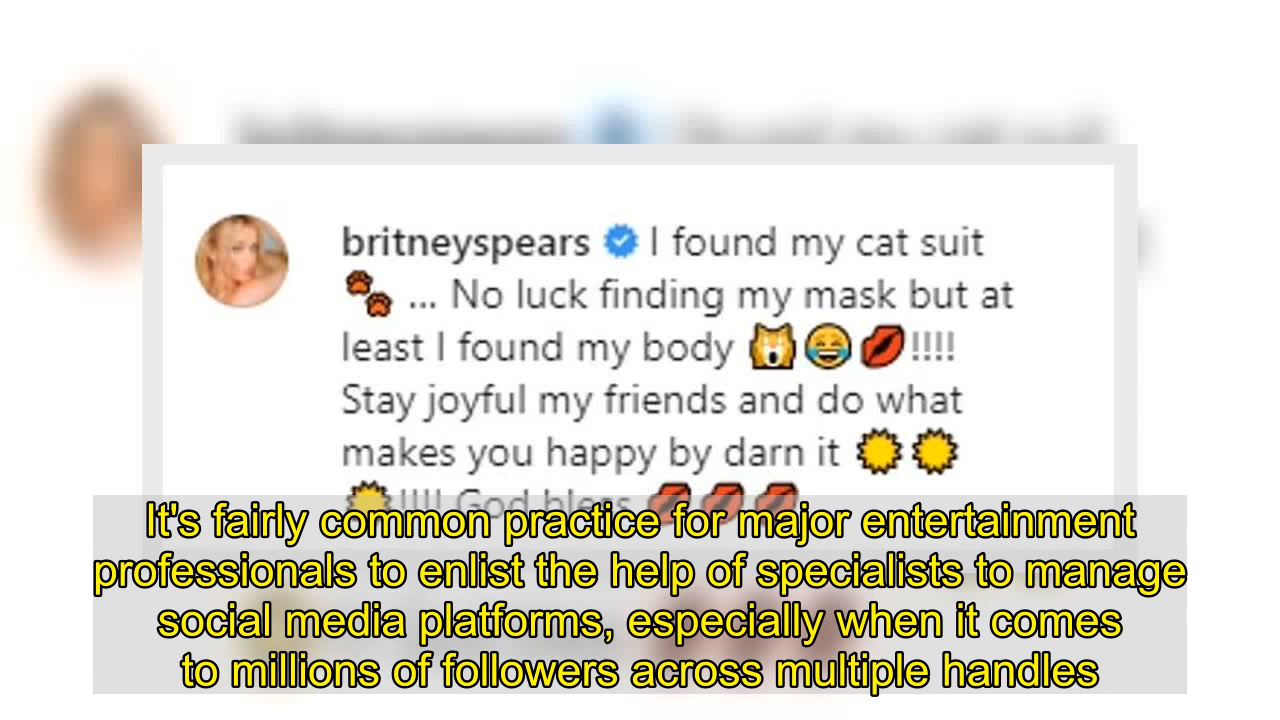 britneyspears I found my cat suit
🐾 ... No luck finding my mask but at
least I found my body 🙀😂💋!!!!
Stay joyful my friends and do what
makes you happy by darn it ☀☀
☀!!!! God bless 💋💋💋
It's fairly common practice for major entertainment
professionals to enlist the help of specialists to manage
social media platforms, especially when it comes
to millions of followers across multiple handles